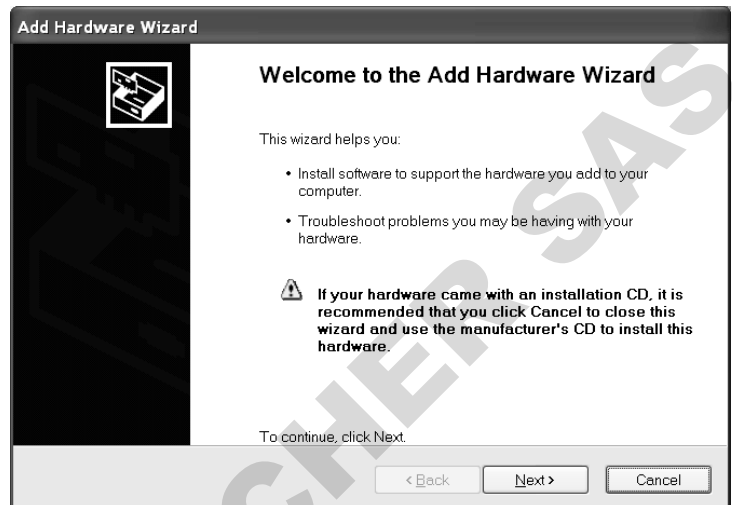 Add Hardware Wizard
Welcome to the Add Hardware Wizard
This wizard helps you:
• Install software to support the hardware you add to your
computer.
• Troubleshoot problems you may be having with your
hardware.
If your hardware came with an installation CD, it is
recommended that you click Cancel to close this
wizard and use the manufacturer's CD to install this
hardware.
To continue, click Next.
< Back
Next >
Cancel
CHER SAS